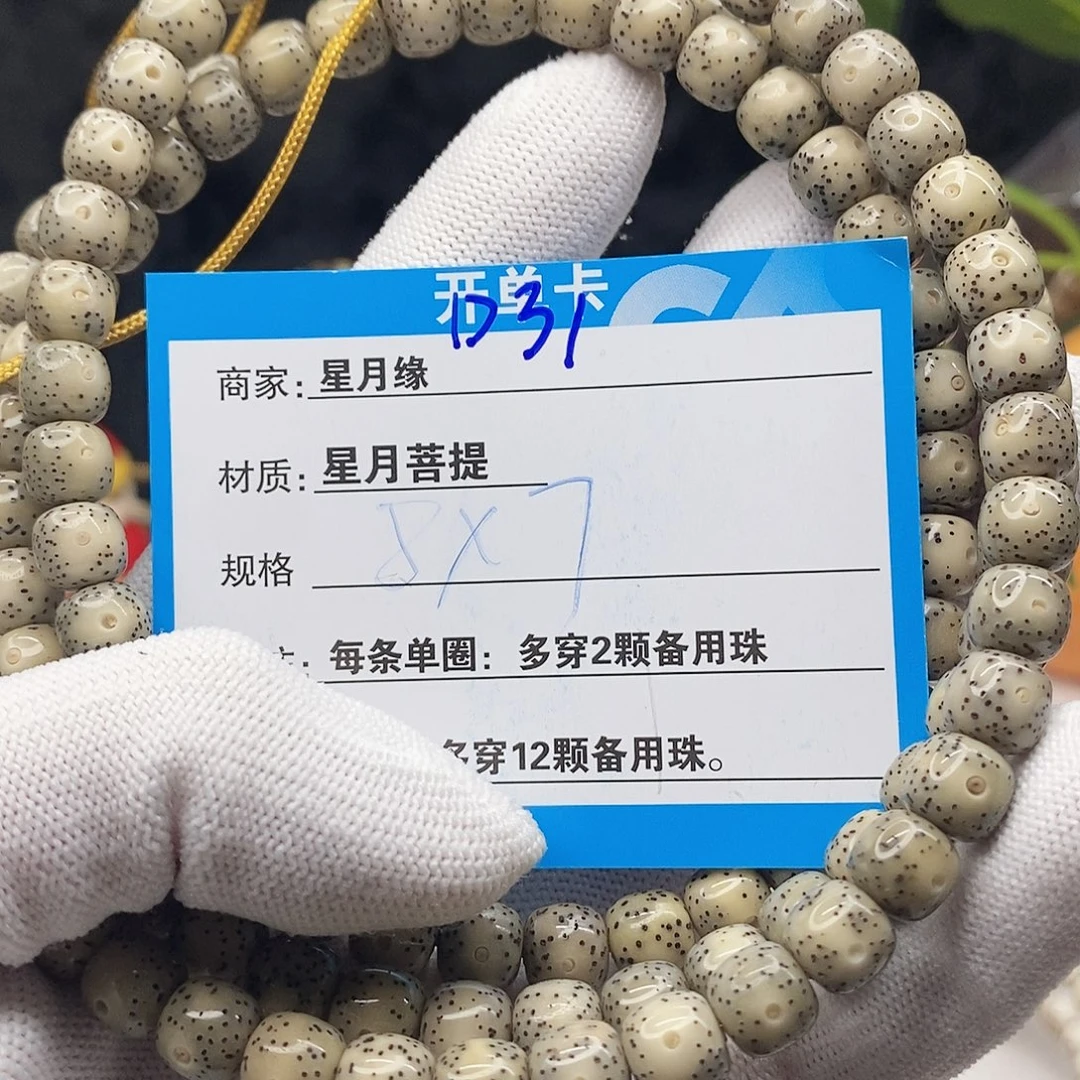 开单卡
D31
商家: 星月缘
材质: 星月菩提
规格 8X7
每条单圈: 多穿2颗备用珠
多穿12颗备用珠。